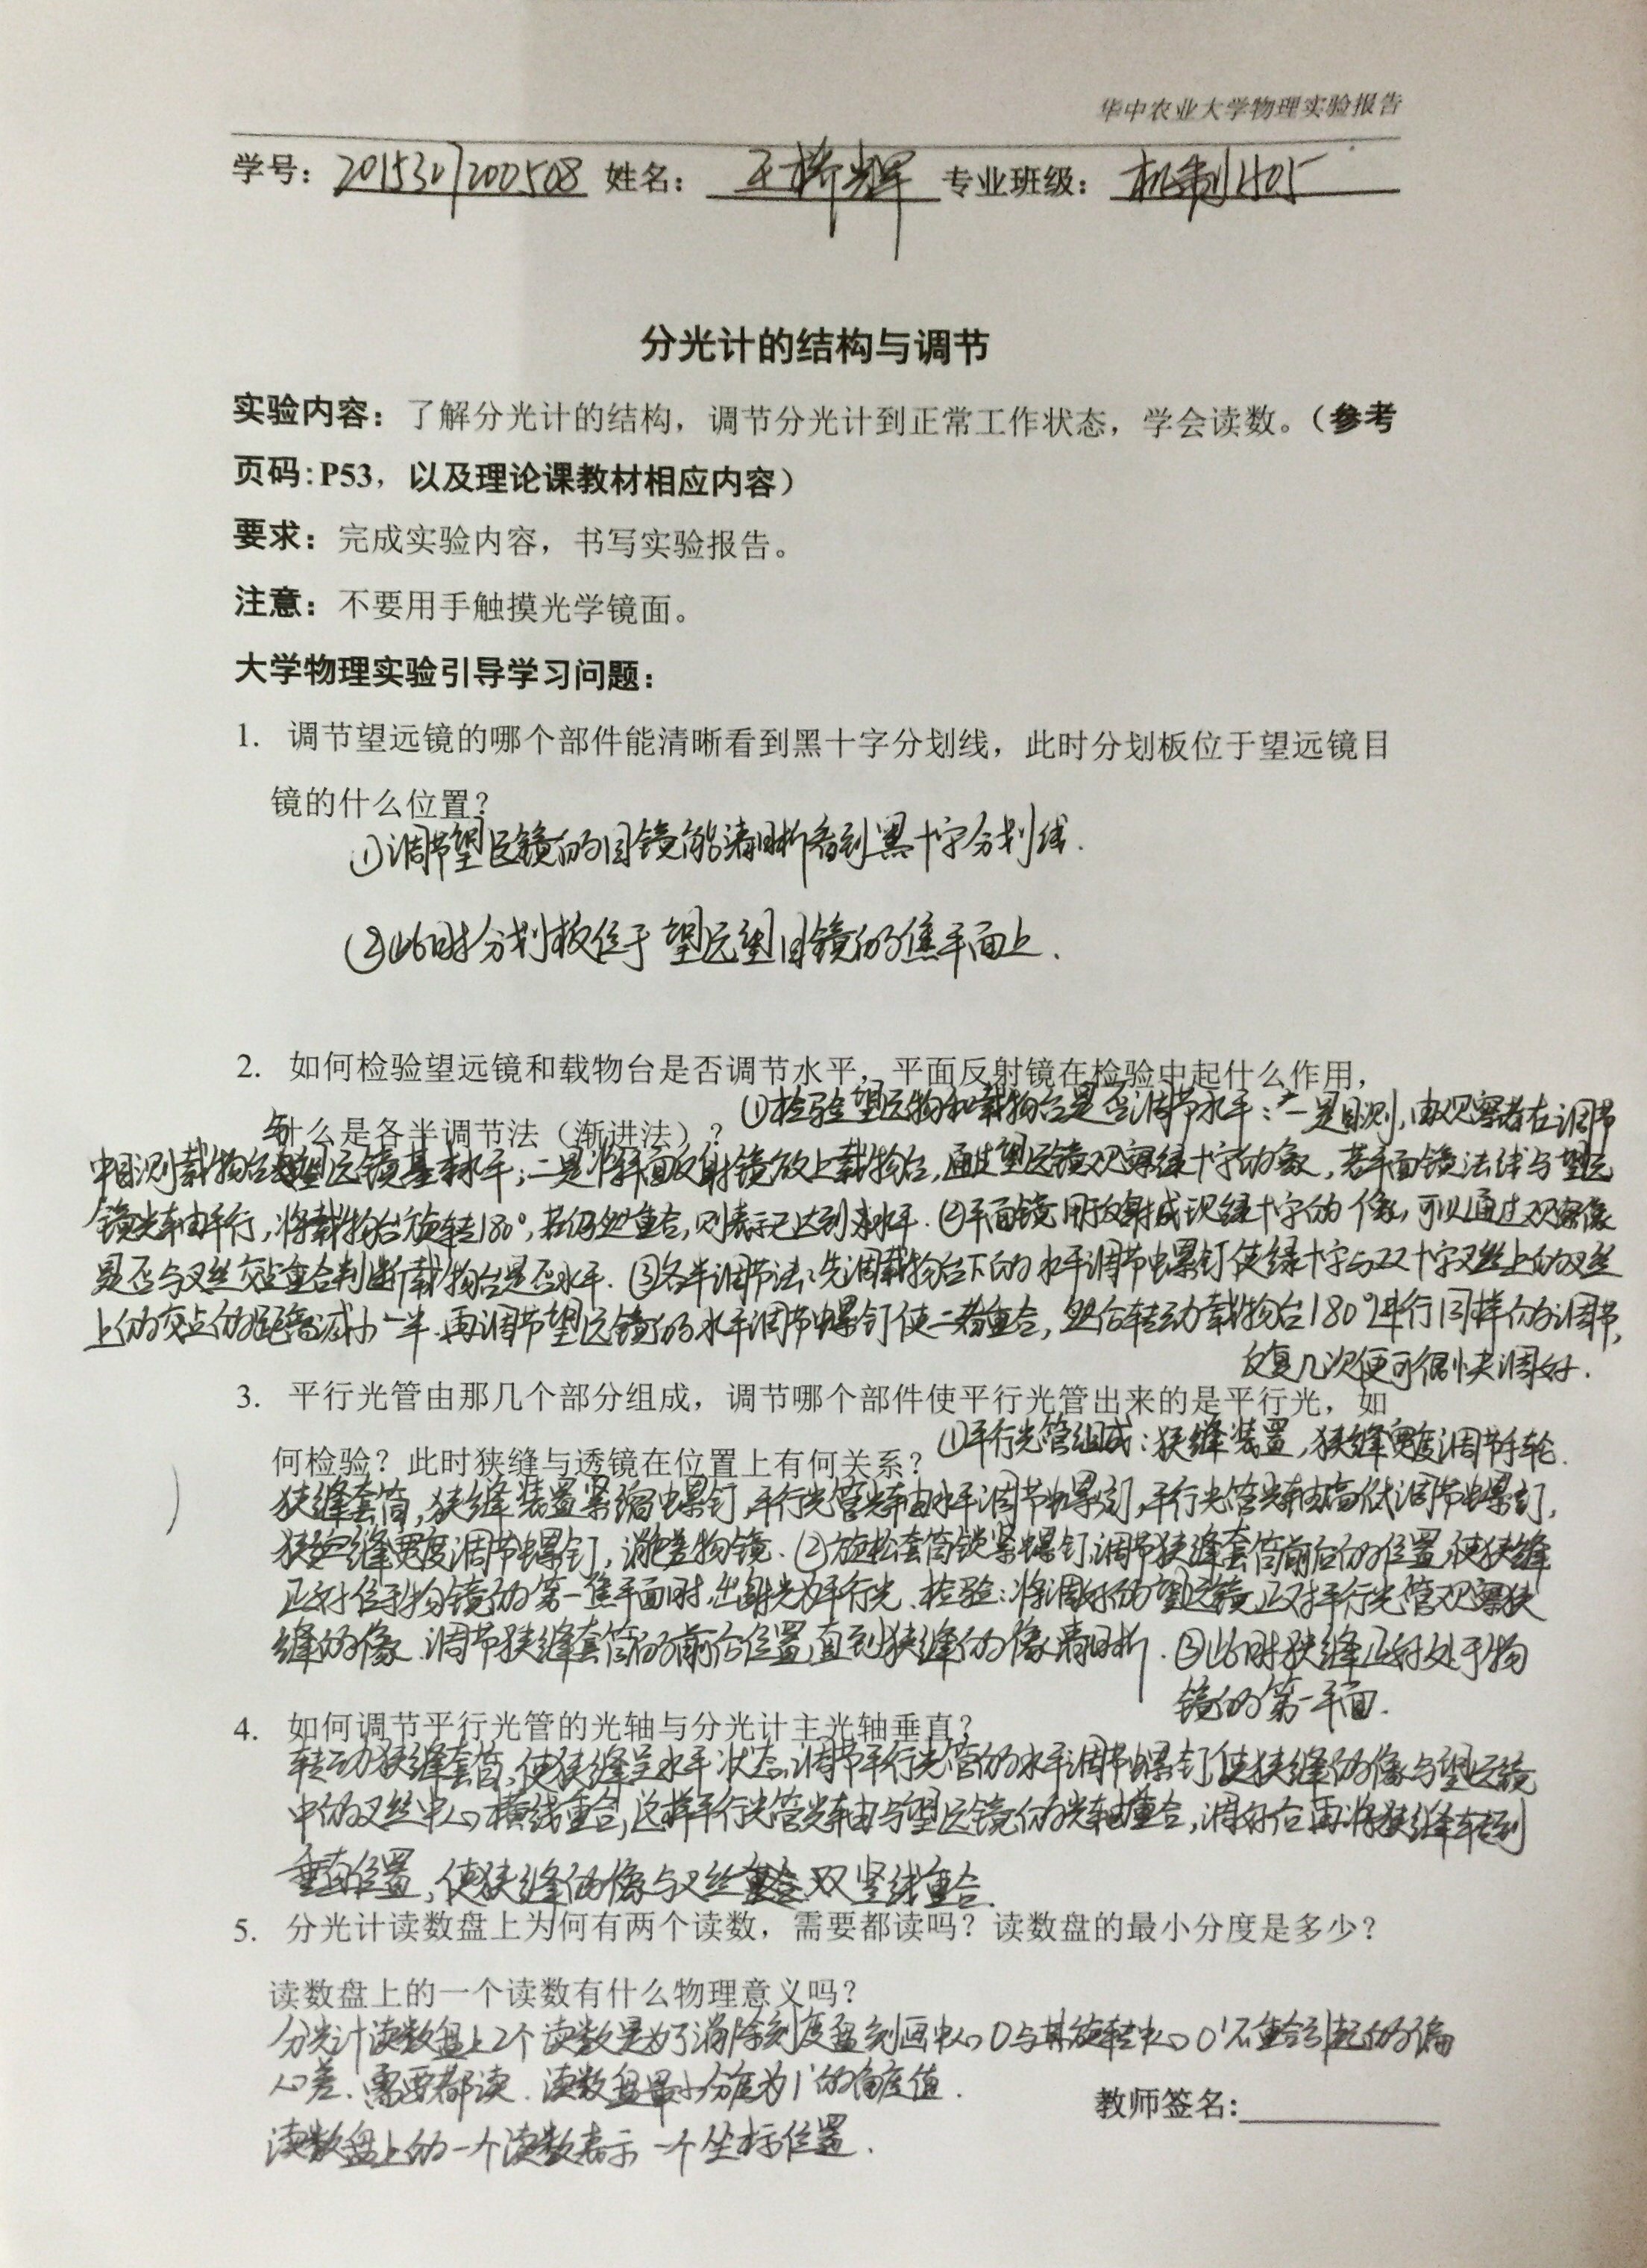 华中农业大学物理实验报告
学号：2015307200508 姓名：王桥辉 专业班级：机制1105
分光计的结构与调节
实验内容：了解分光计的结构，调节分光计到正常工作状态，学会读数。（参考
页码：P53，以及理论课教材相应内容）
要求：完成实验内容，书写实验报告。
注意：不要用手触摸光学镜面。
大学物理实验引导学习问题：
1. 调节望远镜的哪个部件能清晰看到黑十字分划线，此时分划板位于望远镜目
镜的什么位置？
①调节望远镜的目镜能清晰看到黑十字分划线.
②此时分划板位于望远望目镜的焦平面上.
2. 如何检验望远镜和载物台是否调节水平，平面反射镜在检验中起什么作用，
什么是各半调节法（渐进法）？ ①检验望远物和载物台是否调节水平：一是目测，由观察者在调节
中目测载物台与望远镜基本水平；二是将平面反射镜放上载物台，通过望远镜观察绿十字的象，若平面镜法线与望远
镜光轴平行，将载物台旋转180°，若仍处重合，则表示已达到水平.②平面镜用放射成现绿十字的像，可以通过观察像
是否与叉丝交点重合判断载物台是否水平.③各半调节法：先调载物台下的水平调节螺钉使绿十字与双十字叉丝上的叉丝
上的交点的距离减小一半.再调节望远镜的水平调节螺钉使二者重合，然后转动载物台180°进行同样的调节，
反复几次便可很快调好.
3. 平行光管由那几个部分组成，调节哪个部件使平行光管出来的是平行光，如
何检验？此时狭缝与透镜在位置上有何关系？ ①平行光管组成：狭缝装置，狭缝宽度调节手轮.
狭缝套筒，狭缝装置紧缩螺钉，平行光管光轴水平调节螺钉，平行光管光轴高低调节螺钉，
狭缝宽度调节螺钉，消色差物镜.②旋松套筒锁紧螺钉，调节狭缝套筒前后的位置，使狭缝
正好位于物镜的第一焦平面时，出射光为平行光.检验：将调好的望远镜正对平行光管观察狭
缝的像.调节狭缝套筒的前后位置，直到狭缝的像清晰.③此时狭缝正好处于物
镜的第一平面.
4. 如何调节平行光管的光轴与分光计主光轴垂直？
转动狭缝套筒，使狭缝呈水平状态，调节平行光管的水平调节螺钉，使狭缝的像与望远镜
中的叉丝中心横线重合，这样平行光管光轴与望远镜的光轴重合，调好后再将狭缝转到
垂直位置，使狭缝的像与叉丝双竖线重合.
5. 分光计读数盘上为何有两个读数，需要都读吗？读数盘的最小分度是多少？
读数盘上的一个读数有什么物理意义吗？
分光计读数盘上2个读数是为了消除刻度盘刻画中心O与其旋转中心O'不重合引起的偏
心差.需要都读.读数盘最小分度为1'的角度值.
教师签名：
读数盘上的一个读数表示一个坐标位置.